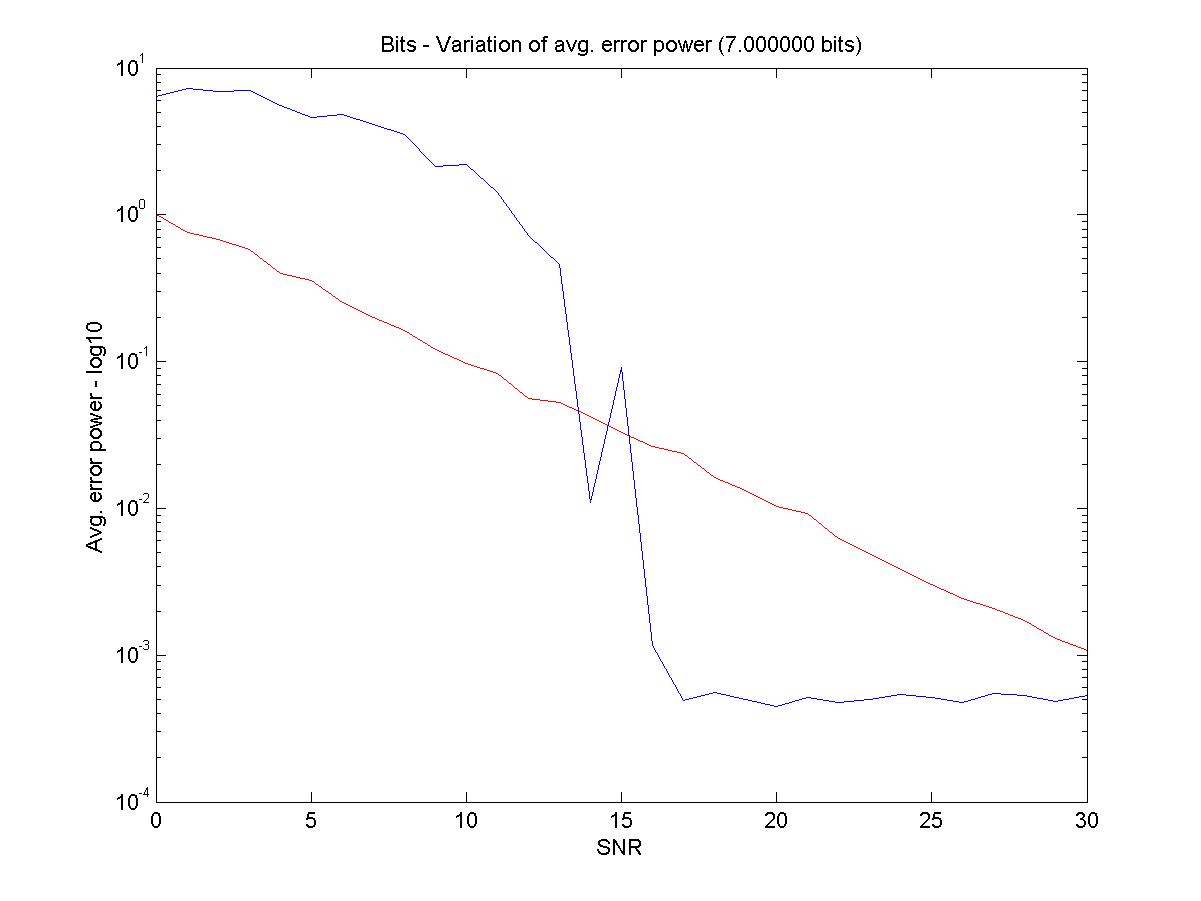 Bits - Variation of avg. error power (7.000000 bits)
10^1
10^0
10^-1
10^-2
10^-3
10^-4
Avg. error power - log10
0 5 10 15 20 25 30
SNR